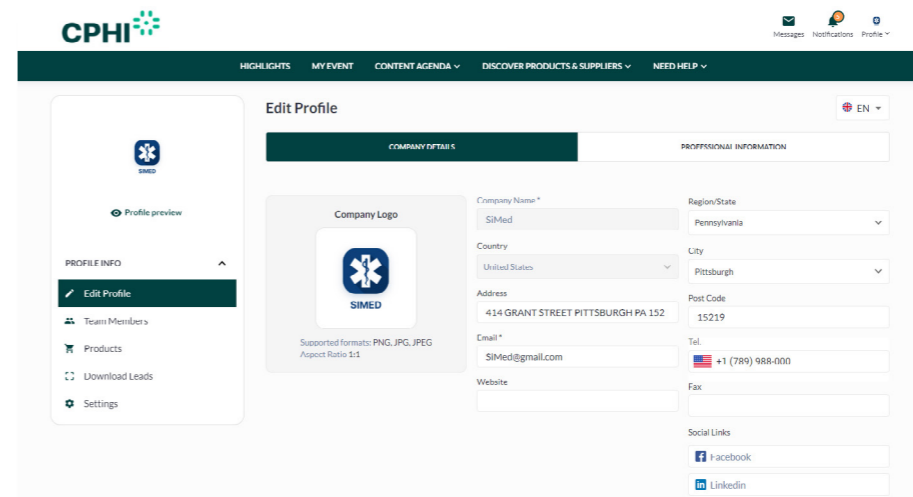 CPHI
Messages
Notifications
Profile
HIGHLIGHTS
MY EVENT
CONTENT AGENDA
DISCOVER PRODUCTS & SUPPLIERS
NEED HELP
SIMED
Profile preview
PROFILE INFO
Edit Profile
Team Members
Products
Download Leads
Settings
Edit Profile
EN
COMPANY DETAILS
PROFESSIONAL INFORMATION
Company Logo
SIMED
Supported formats: PNG, JPG, JPEG
Aspect Ratio 1:1
Company Name *
SiMed
Country
United States
Address
414 GRANT STREET PITTSBURGH PA 152
Email *
SiMed@gmail.com
Website
Region/State
Pennsylvania
City
Pittsburgh
Post Code
15219
Tel.
+1 (789) 988-000
Fax
Social Links
Facebook
Linkedin